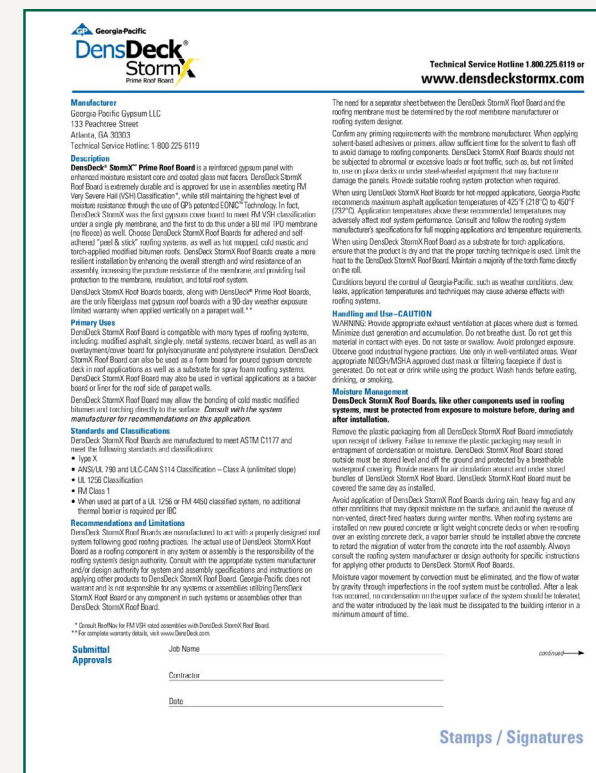 Georgia-Pacific
DensDeck®
StormX
Prime Roof Board
Technical Service Hotline 1.800.225.6119 or
www.densdeckstormx.com
Manufacturer
Georgia-Pacific Gypsum LLC
133 Peachtree Street
Atlanta, GA 30303
Technical Service Hotline: 1-800-225-6119
Description
DensDeck® StormX™ Prime Roof Board is a reinforced gypsum panel with
enhanced moisture resistant core and coated glass mat facers. DensDeck StormX
Roof Board is extremely durable and is approved for use in assemblies meeting FM
Very Severe Hail (VSH) Classification*, while still maintaining the highest level of
moisture resistance through the use of GP's patented EONIC™ Technology. In fact,
DensDeck StormX was the first gypsum cover board to meet FM VSH classification
under a single ply membrane, and the first to do this under a 60 mil TPO membrane
(no fleece) as well. Choose DensDeck StormX Roof Boards for adhered and self-
adhered "peel & stick" roofing systems, as well as hot mopped, cold mastic and
torch-applied modified bitumen roofs. DensDeck StormX Roof Boards create a more
resilient installation by enhancing the overall strength and wind resistance of an
assembly, increasing the puncture resistance of the membrane, and providing hail
protection to the membrane, insulation, and total roof system.
DensDeck StormX Roof Boards boards, along with DensDeck® Prime Roof Boards,
are the only fiberglass mat gypsum roof boards with a 90-day weather exposure
limited warranty when applied vertically on a parapet wall.**
Primary Uses
DensDeck StormX Roof Board is compatible with many types of roofing systems,
including: modified asphalt, single-ply, metal systems, recover board, as well as an
overlayment/cover board for polyisocyanurate and polystyrene insulation. DensDeck
StormX Roof Board can also be used as a form board for poured gypsum concrete
deck in roof applications as well as a substrate for spray foam roofing systems.
DensDeck StormX Roof Board may also be used in vertical applications as a backer
board or liner for the roof side of parapet walls.
DensDeck StormX Roof Board may allow the bonding of cold mastic modified
bitumen and torching directly to the surface. Consult with the system
manufacturer for recommendations on this application.
Standards and Classifications
DensDeck StormX Roof Boards are manufactured to meet ASTM C1177 and
meet the following standards and classifications:
• Type X
• ANSI/UL 790 and ULC-CAN S114 Classification – Class A (unlimited slope)
• UL 1256 Classification
• FM Class 1
• When used as part of a UL 1256 or FM 4450 classified system, no additional
thermal barrier is required per IBC
Recommendations and Limitations
DensDeck StormX Roof Boards are manufactured to act with a properly designed roof
system following good roofing practices. The actual use of DensDeck StormX Roof
Board as a roofing component in any system or assembly is the responsibility of the
roofing system's design authority. Consult with the appropriate system manufacturer
and/or design authority for system and assembly specifications and instructions on
applying other products to DensDeck StormX Roof Board. Georgia-Pacific does not
warrant and is not responsible for any systems or assemblies utilizing DensDeck
StormX Roof Board or any component in such systems or assemblies other than
DensDeck StormX Roof Board.
* Consult RoofNav for FM VSH rated assemblies with DensDeck StormX Roof Board.
**For complete warranty details, visit www.DensDeck.com.
The need for a separator sheet between the DensDeck StormX Roof Board and the
roofing membrane must be determined by the roof membrane manufacturer or
roofing system designer.
Confirm any priming requirements with the membrane manufacturer. When applying
solvent-based adhesives or primers, allow sufficient time for the solvent to flash off
to avoid damage to roofing components. DensDeck StormX Roof Boards should not
be subjected to abnormal or excessive loads or foot traffic, such as, but not limited
to, use on plaza decks or under steel-wheeled equipment that may fracture or
damage the panels. Provide suitable roofing system protection when required.
When using DensDeck StormX Roof Boards for hot-mopped applications, Georgia-Pacific
recommends maximum asphalt application temperatures of 425°F (218°C) to 450°F
(232°C). Application temperatures above these recommended temperatures may
adversely affect roof system performance. Consult and follow the roofing system
manufacturer's specifications for full mopping applications and temperature requirements.
When using DensDeck StormX Roof Board as a substrate for torch applications,
ensure that the product is dry and that the proper torching technique is used. Limit the
heat to the DensDeck StormX Roof Board. Maintain a majority of the torch flame directly
on the roll.
Conditions beyond the control of Georgia-Pacific, such as weather conditions, dew,
leaks, application temperatures and techniques may cause adverse effects with
roofing systems.
Handling and Use–CAUTION
WARNING: Provide appropriate exhaust ventilation at places where dust is formed.
Minimize dust generation and accumulation. Do not breathe dust. Do not get this
material in contact with eyes. Do not taste or swallow. Avoid prolonged exposure.
Observe good industrial hygiene practices. Use only in well-ventilated areas. Wear
appropriate NIOSH/MSHA approved dust mask or filtering facepiece if dust is
generated. Do not eat or drink while using the product. Wash hands before eating,
drinking, or smoking.
Moisture Management
DensDeck StormX Roof Boards, like other components used in roofing
systems, must be protected from exposure to moisture before, during and
after installation.
Remove the plastic packaging from all DensDeck StormX Roof Board immediately
upon receipt of delivery. Failure to remove the plastic packaging may result in
entrapment of condensation or moisture. DensDeck StormX Roof Board stored
outside must be stored level and off the ground and protected by a breathable
waterproof covering. Provide means for air circulation around and under stored
bundles of DensDeck StormX Roof Board. DensDeck StormX Roof Board must be
covered the same day as installed.
Avoid application of DensDeck StormX Roof Boards during rain, heavy fog and any
other conditions that may deposit moisture on the surface, and avoid the overuse of
non-vented, direct-fired heaters during winter months. When roofing systems are
installed on new poured or light weight concrete decks or when re-roofing
over an existing concrete deck, a vapor barrier should be installed above the concrete
to retard the migration of water from the concrete into the roof assembly. Always
consult the roofing system manufacturer or design authority for specific instructions
for applying other products to DensDeck StormX Roof Boards.
Moisture vapor movement by convection must be eliminated, and the flow of water
by gravity through imperfections in the roof system must be controlled. After a leak
has occurred, no condensation on the upper surface of the system should be tolerated,
and the water introduced by the leak must be dissipated to the building interior in a
minimum amount of time.
Submittal
Approvals
Job Name
Contractor
Date
continued
Stamps / Signatures